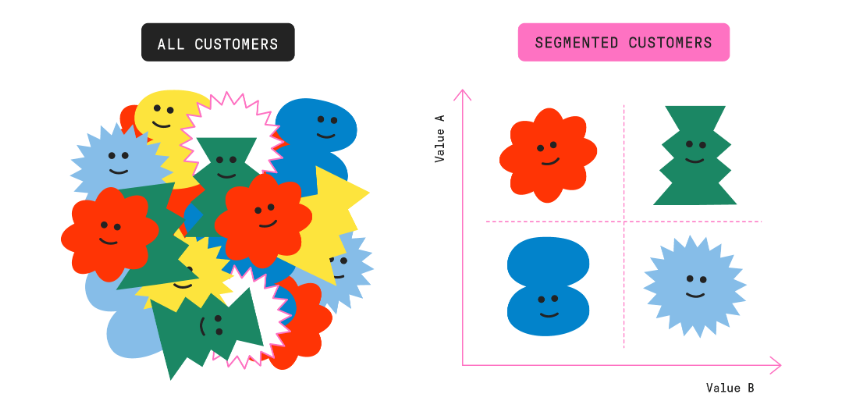 ALL CUSTOMERS
SEGMENTED CUSTOMERS
Value A
Value B